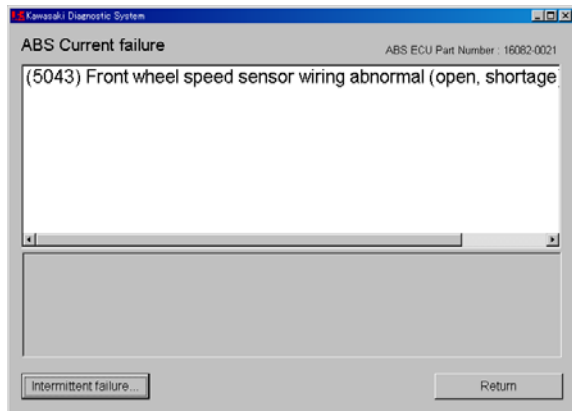 Kawasaki Diagnostic System
ABS Current failure
ABS ECU Part Number : 16082-0021
(5043) Front wheel speed sensor wiring abnormal (open, shortage
Intermittent failure...
Return